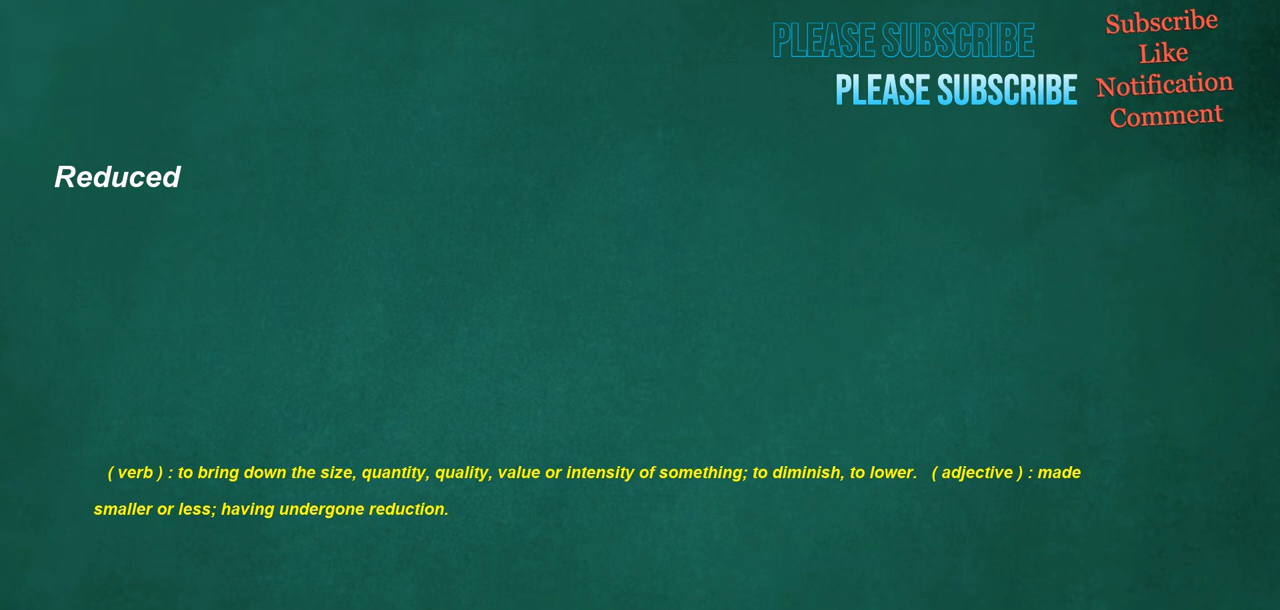 PLEASE SUBSCRIBE
PLEASE SUBSCRIBE
Subscribe
Like
Notification
Comment
Reduced
( verb ) : to bring down the size, quantity, quality, value or intensity of something; to diminish, to lower.   ( adjective ) : made
smaller or less; having undergone reduction.